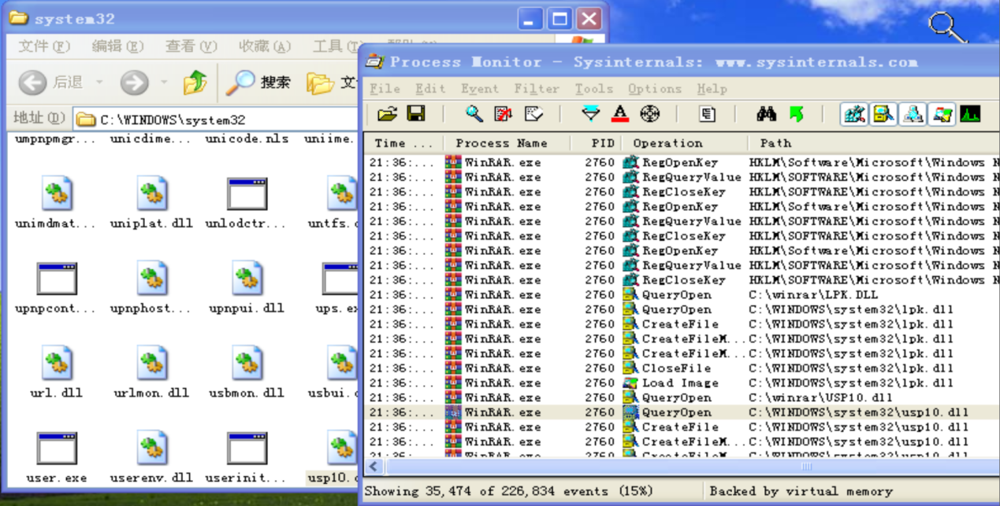 system32
文件(F) 编辑(E) 查看(V) 收藏(A) 工具(T)
后退 搜索
地址(D) C:\WINDOWS\system32
umpnpmgr... unicdime... unicode.nls uniime.
unimdmat... uniplat.dll unlodctr... untfs.
upnpcont... upnphost... upnpui.dll ups.ex
url.dll urlmon.dll usbmon.dll usbui.
user.exe userenv.dll userinit... usp10.
Process Monitor - Sysinternals: www.sysinternals.com
File Edit Event Filter Tools Options Help
Time ... Process Name PID Operation Path
21:36:... WinRAR.exe 2760 RegOpenKey HKLM\Software\Microsoft\Windows N
21:36:... WinRAR.exe 2760 RegQueryValue HKLM\SOFTWARE\Microsoft\Windows N
21:36:... WinRAR.exe 2760 RegCloseKey HKLM\SOFTWARE\Microsoft\Windows N
21:36:... WinRAR.exe 2760 RegOpenKey HKLM\Software\Microsoft\Windows N
21:36:... WinRAR.exe 2760 RegQueryValue HKLM\SOFTWARE\Microsoft\Windows N
21:36:... WinRAR.exe 2760 RegCloseKey HKLM\SOFTWARE\Microsoft\Windows N
21:36:... WinRAR.exe 2760 RegOpenKey HKLM\Software\Microsoft\Windows N
21:36:... WinRAR.exe 2760 RegQueryValue HKLM\SOFTWARE\Microsoft\Windows N
21:36:... WinRAR.exe 2760 RegCloseKey HKLM\SOFTWARE\Microsoft\Windows N
21:36:... WinRAR.exe 2760 QueryOpen C:\winrar\LPK.DLL
21:36:... WinRAR.exe 2760 QueryOpen C:\WINDOWS\system32\lpk.dll
21:36:... WinRAR.exe 2760 CreateFile C:\WINDOWS\system32\lpk.dll
21:36:... WinRAR.exe 2760 CreateFileM... C:\WINDOWS\system32\lpk.dll
21:36:... WinRAR.exe 2760 CreateFileM... C:\WINDOWS\system32\lpk.dll
21:36:... WinRAR.exe 2760 CloseFile C:\WINDOWS\system32\lpk.dll
21:36:... WinRAR.exe 2760 Load Image C:\WINDOWS\system32\lpk.dll
21:36:... WinRAR.exe 2760 QueryOpen C:\winrar\USP10.dll
21:36:... WinRAR.exe 2760 QueryOpen C:\WINDOWS\system32\usp10.dll
21:36:... WinRAR.exe 2760 CreateFile C:\WINDOWS\system32\usp10.dll
21:36:... WinRAR.exe 2760 CreateFileM... C:\WINDOWS\system32\usp10.dll
21:36:... WinRAR.exe 2760 CreateFileM... C:\WINDOWS\system32\usp10.dll
Showing 35,474 of 226,834 events (15%) Backed by virtual memory